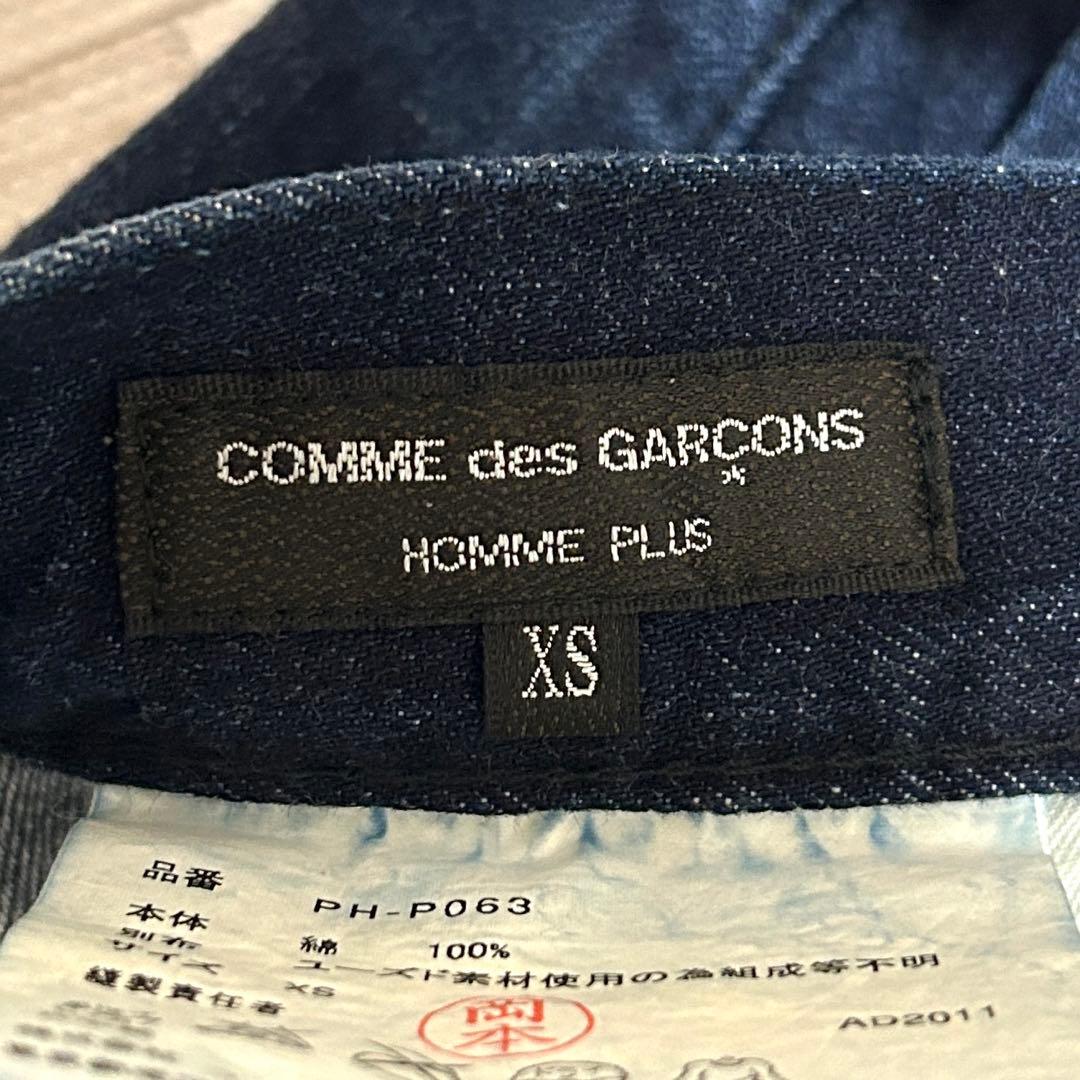 COMME des GARÇONS
HOMME PLUS
XS
品番 PH-P063
本体 綿 100%
別布 ユーズド素材使用の為組成等不明
サイズ XS
縫製責任者 岡本
AD2011